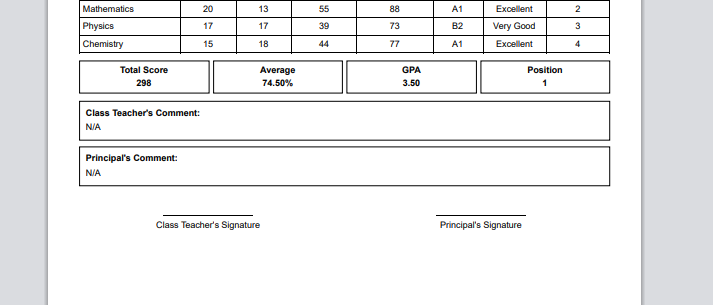 Mathematics 20 13 55 88 A1 Excellent 2
Physics 17 17 39 73 B2 Very Good 3
Chemistry 15 18 44 77 A1 Excellent 4
Total Score Average GPA Position
298 74.50% 3.50 1
Class Teacher's Comment:
N/A
Principal's Comment:
N/A
Class Teacher's Signature Principal's Signature